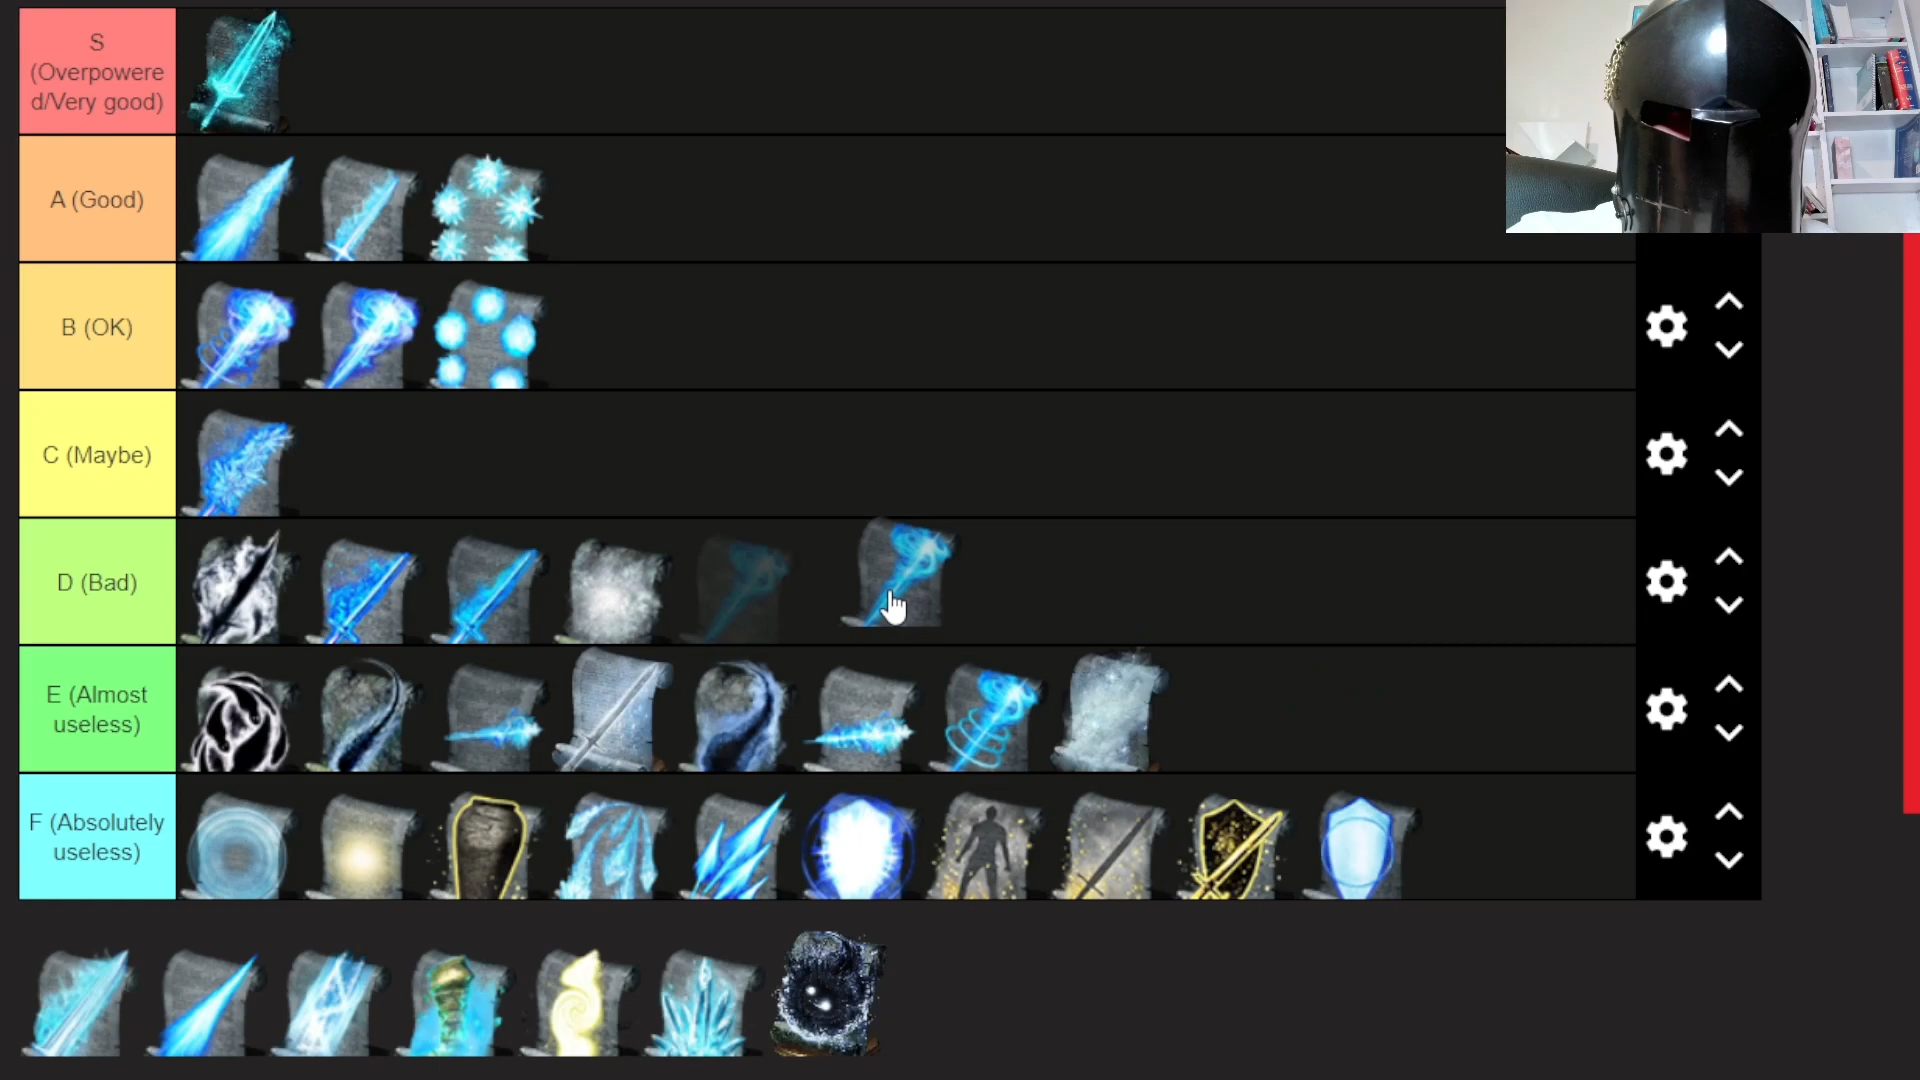 S
(Overpowere
d/Very good)
A (Good)
B (OK)
C (Maybe)
D (Bad)
E (Almost
useless)
F (Absolutely
useless)